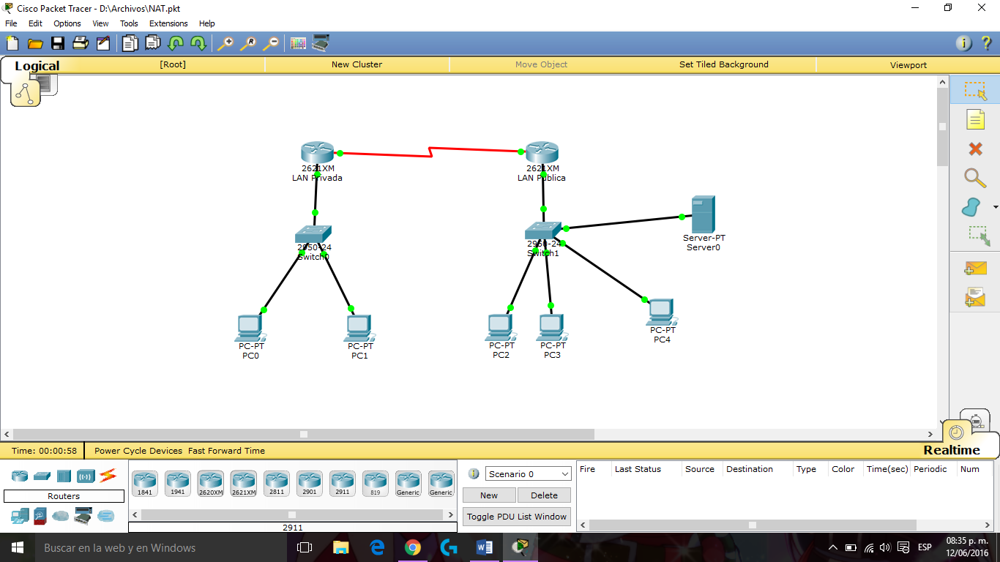 Cisco Packet Tracer - D:\Archivos\NAT.pkt
File Edit Options View Tools Extensions Help
Logical [Root] New Cluster Move Object Set Tiled Background Viewport
2621XM
LAN Privada
2621XM
LAN Publica
2950-24
Switch0
2950-24
Switch1
Server-PT
Server0
PC-PT
PC0
PC-PT
PC1
PC-PT
PC2
PC-PT
PC3
PC-PT
PC4
Time: 00:00:58 Power Cycle Devices Fast Forward Time Realtime
Routers
1841 1941 2620XM 2621XM 2811 2901 2911 819 Generic Generic
2911
Scenario 0
New Delete
Toggle PDU List Window
Fire Last Status Source Destination Type Color Time(sec) Periodic Num
Buscar en la web y en Windows
ESP
08:35 p. m.
12/06/2016